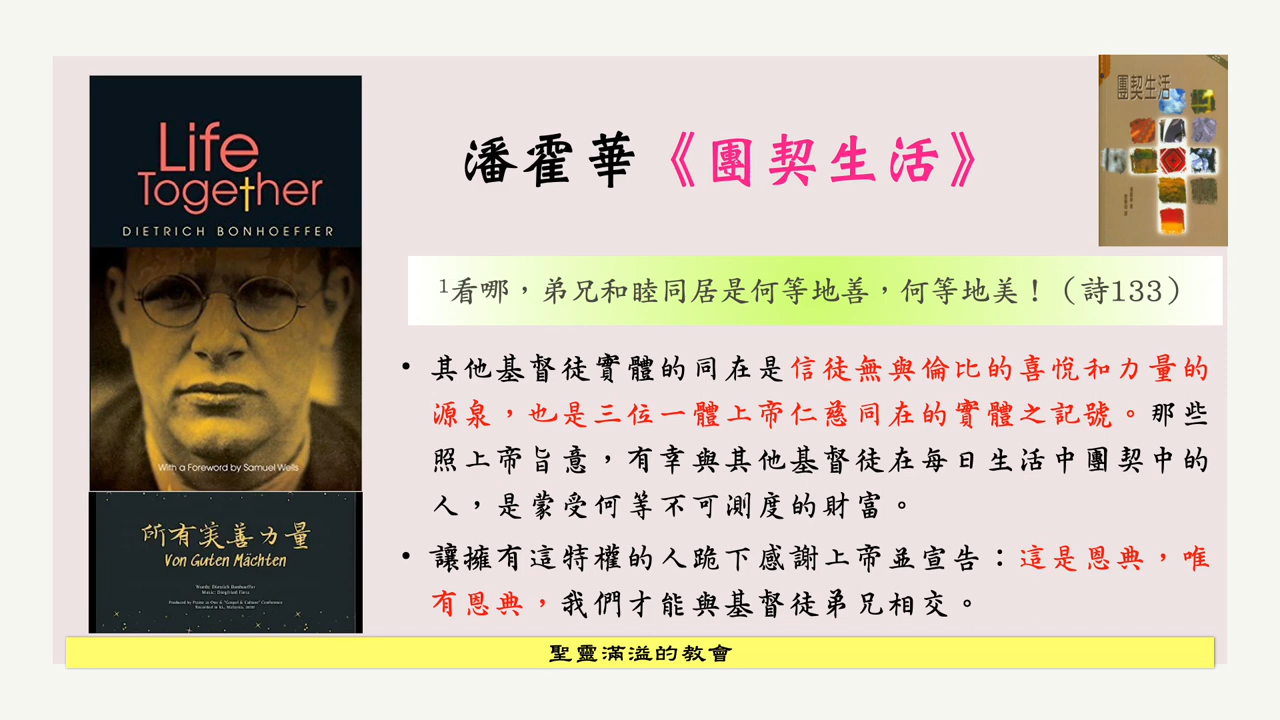 Life
Together
DIETRICH BONHOEFFER
With a Foreword by Samuel Wells
所有美善力量
Von Guten Mächten
Words: Dietrich Bonhoeffer
團契生活
潘霍華《團契生活》
1看哪，弟兄和睦同居是何等地善，何等地美！（詩133）
• 其他基督徒實體的同在是信徒無與倫比的喜悅和力量的
源泉，也是三位一體上帝仁慈同在的實體之記號。那些
照上帝旨意，有幸與其他基督徒在每日生活中團契中的
人，是蒙受何等不可測度的財富。
• 讓擁有這特權的人跪下感謝上帝並宣告：這是恩典，唯
有恩典，我們才能與基督徒弟兄相交。
聖靈滿溢的教會